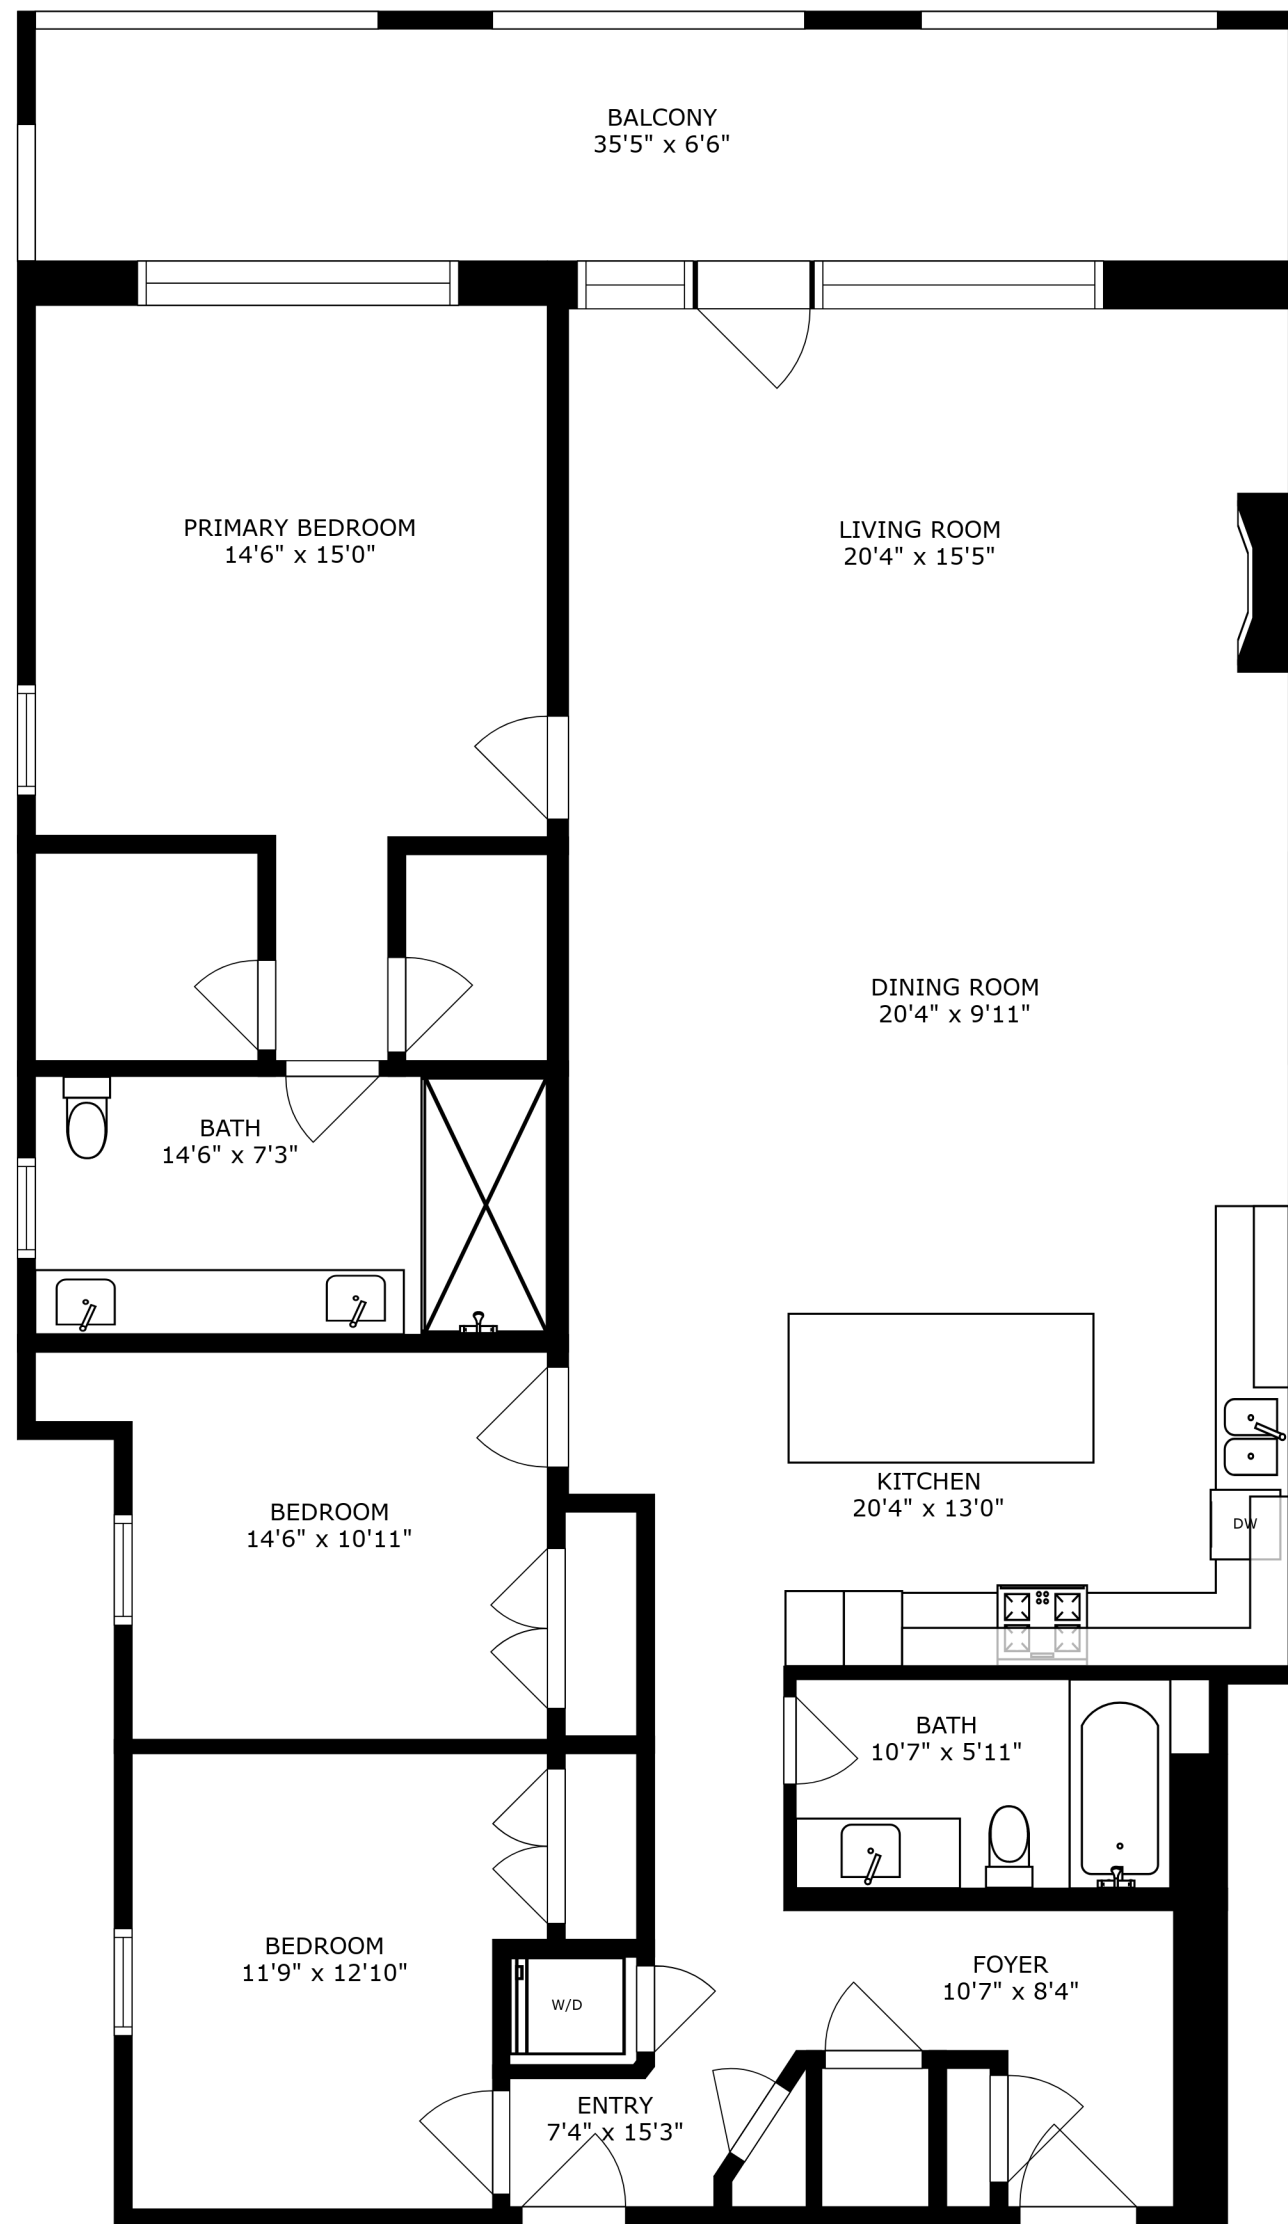 BALCONY
35'5" x 6'6"
PRIMARY BEDROOM
14'6" x 15'0"
LIVING ROOM
20'4" x 15'5"
DINING ROOM
20'4" x 9'11"
BATH
14'6" x 7'3"
KITCHEN
20'4" x 13'0"
DW
BEDROOM
14'6" x 10'11"
BATH
10'7" x 5'11"
BEDROOM
11'9" x 12'10"
FOYER
10'7" x 8'4"
W/D
ENTRY
7'4" x 15'3"